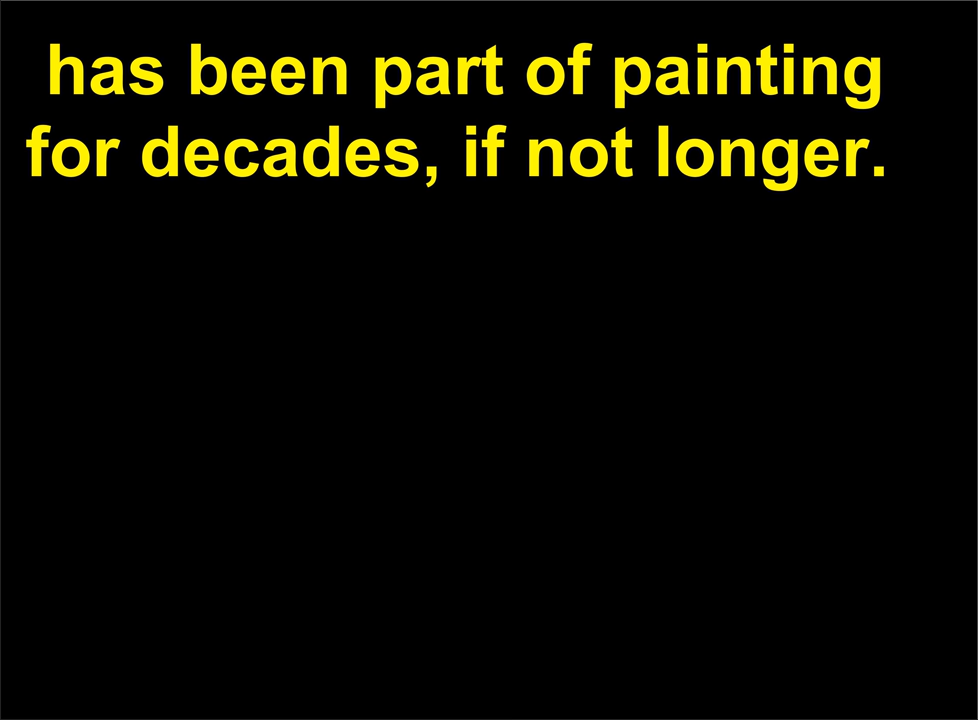 has been part of painting
for decades, if not longer.